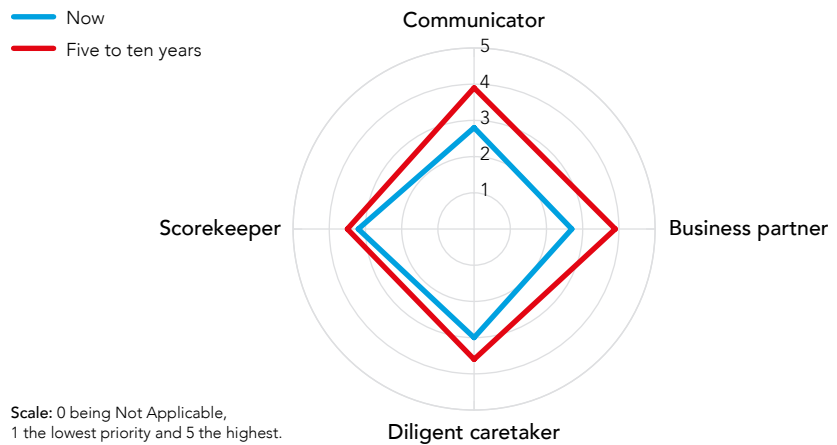 Now
Five to ten years
Communicator
5
4
3
2
1
Scorekeeper
Business partner
Scale: 0 being Not Applicable,
1 the lowest priority and 5 the highest.
Diligent caretaker